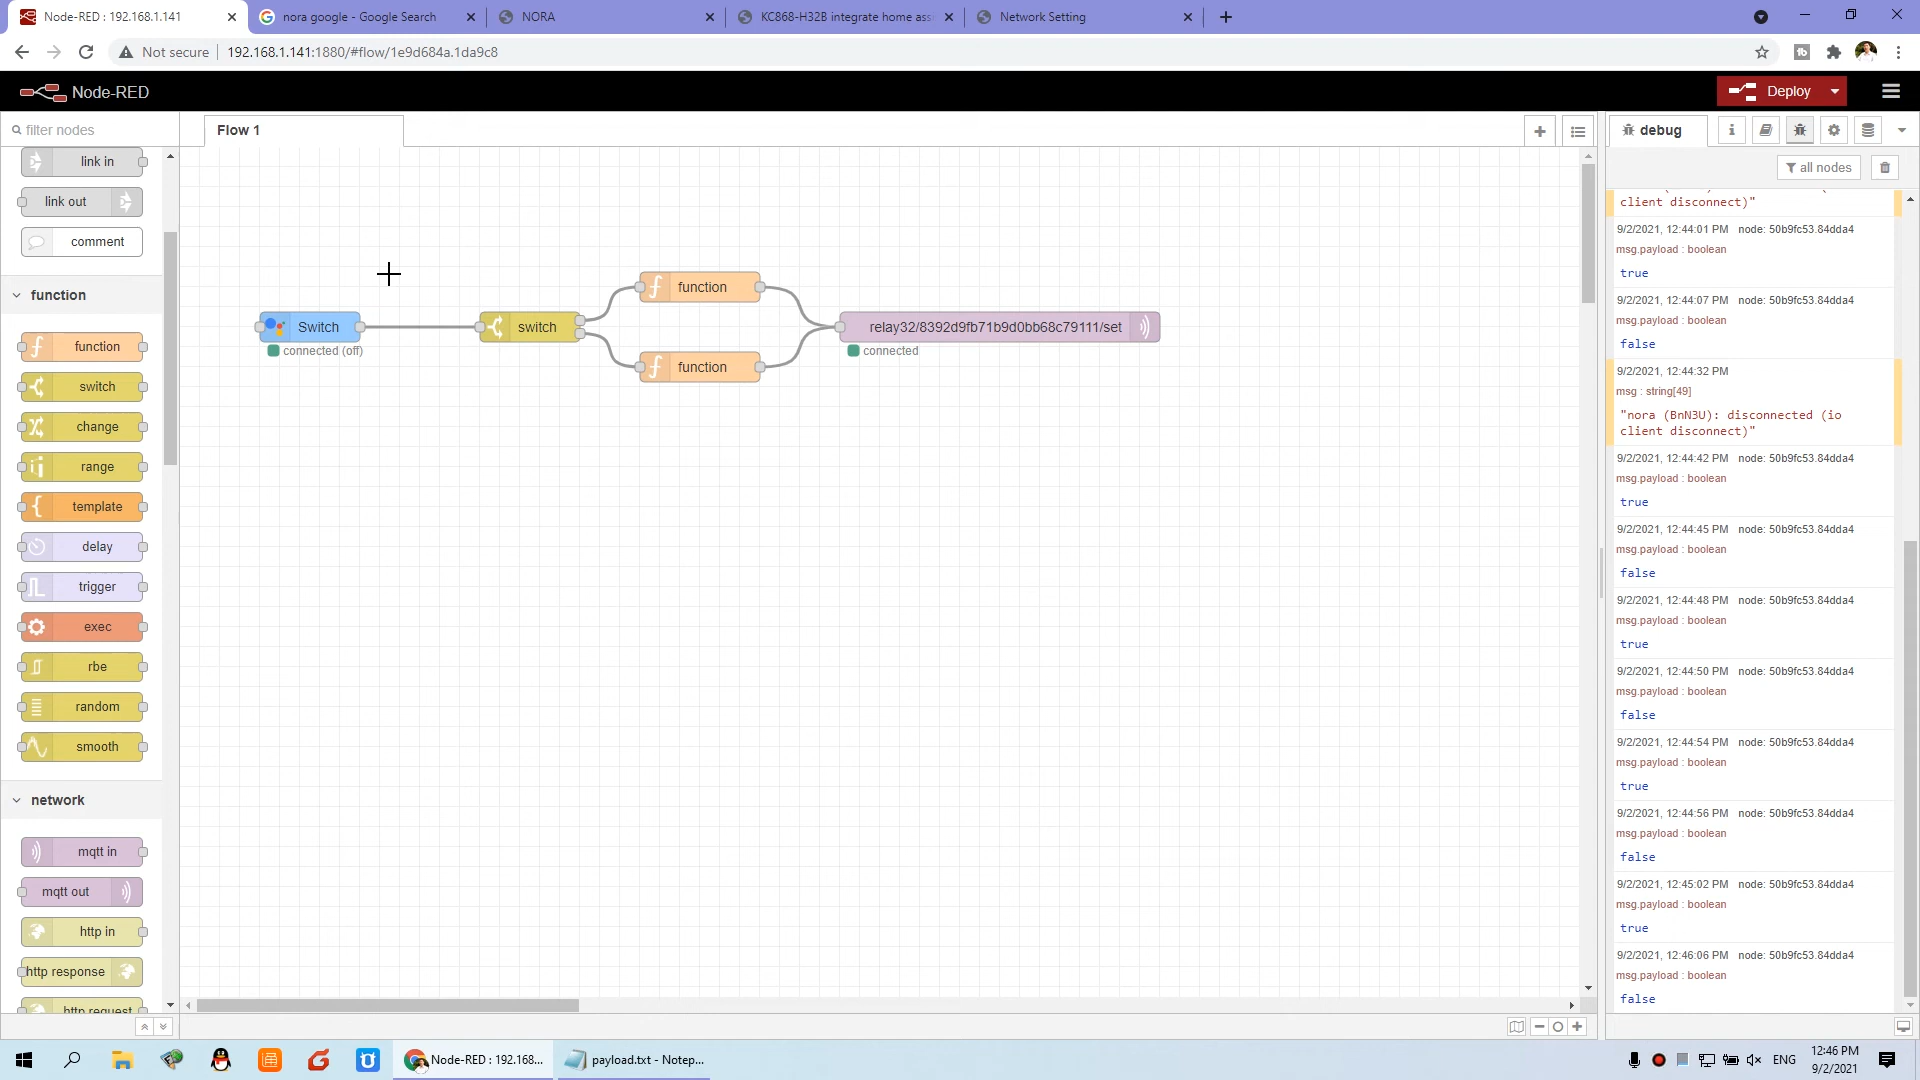 Node-RED : 192.168.1.141
nora google - Google Search
NORA
KC868-H32B integrate home ass
Network Setting
Not secure
192.168.1.141:1880/#flow/1e9d684a.1da9c8
Node-RED
Deploy
filter nodes
Flow 1
debug
all nodes
link in
link out
comment
function
function
switch
change
range
template
delay
trigger
exec
rbe
random
smooth
network
mqtt in
mqtt out
http in
http response
http request
Switch
connected (off)
switch
function
function
relay32/8392d9fb71b9d0bb68c79111/set
connected
client disconnect)"
9/2/2021, 12:44:01 PM node: 50b9fc53.84dda4
msg.payload : boolean
true
9/2/2021, 12:44:07 PM node: 50b9fc53.84dda4
msg.payload : boolean
false
9/2/2021, 12:44:32 PM
msg : string[49]
"nora (BnN3U): disconnected (io
client disconnect)"
9/2/2021, 12:44:42 PM node: 50b9fc53.84dda4
msg.payload : boolean
true
9/2/2021, 12:44:45 PM node: 50b9fc53.84dda4
msg.payload : boolean
false
9/2/2021, 12:44:48 PM node: 50b9fc53.84dda4
msg.payload : boolean
true
9/2/2021, 12:44:50 PM node: 50b9fc53.84dda4
msg.payload : boolean
false
9/2/2021, 12:44:54 PM node: 50b9fc53.84dda4
msg.payload : boolean
true
9/2/2021, 12:44:56 PM node: 50b9fc53.84dda4
msg.payload : boolean
false
9/2/2021, 12:45:02 PM node: 50b9fc53.84dda4
msg.payload : boolean
true
9/2/2021, 12:46:06 PM node: 50b9fc53.84dda4
msg.payload : boolean
false
Node-RED : 192.168...
payload.txt - Notep...
ENG
12:46 PM
9/2/2021